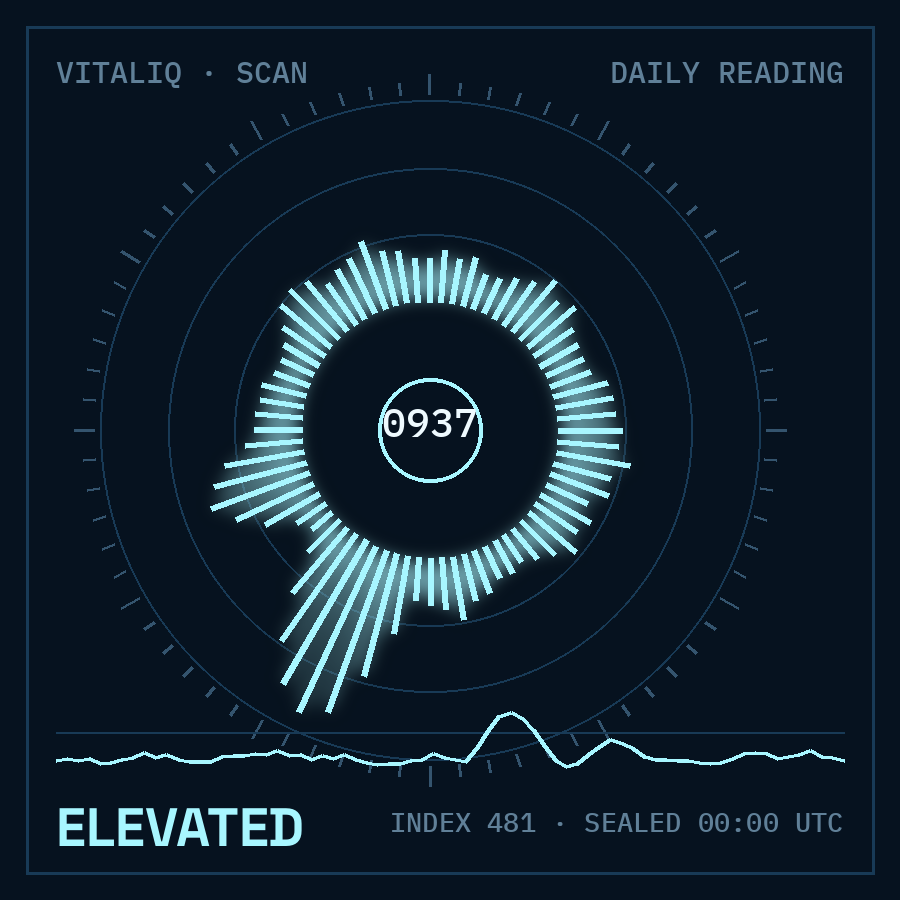 VITALIQ · SCAN
DAILY READING
0937
ELEVATED
INDEX 481 · SEALED 00:00 UTC